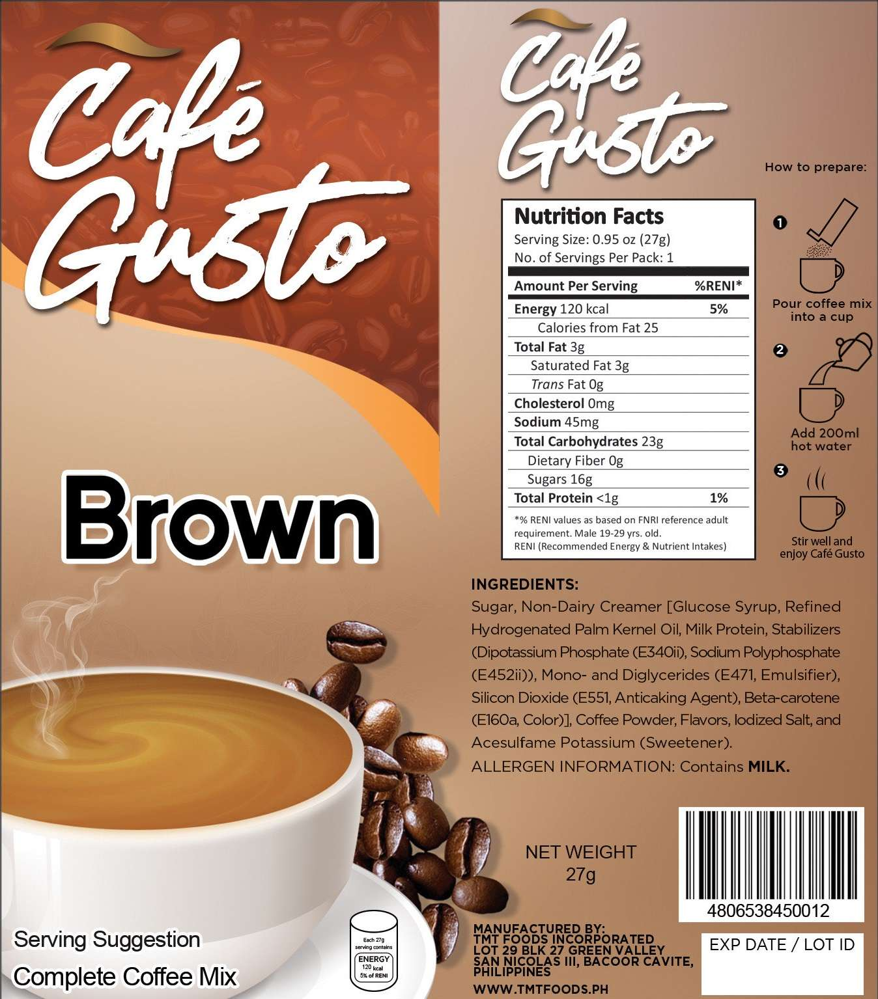 Café
Gusto
Brown
Serving Suggestion
Complete Coffee Mix
Each 27g
serving contains
ENERGY
120 kcal
5% of RENI
Café
Gusto
Nutrition Facts
Serving Size: 0.95 oz (27g)
No. of Servings Per Pack: 1
Amount Per Serving %RENI*
Energy 120 kcal 5%
Calories from Fat 25
Total Fat 3g
Saturated Fat 3g
Trans Fat 0g
Cholesterol 0mg
Sodium 45mg
Total Carbohydrates 23g
Dietary Fiber 0g
Sugars 16g
Total Protein <1g 1%
*% RENI values as based on FNRI reference adult
requirement. Male 19-29 yrs. old.
RENI (Recommended Energy & Nutrient Intakes)
How to prepare:
1
Pour coffee mix
into a cup
2
Add 200ml
hot water
3
Stir well and
enjoy Café Gusto
INGREDIENTS:
Sugar, Non-Dairy Creamer [Glucose Syrup, Refined
Hydrogenated Palm Kernel Oil, Milk Protein, Stabilizers
(Dipotassium Phosphate (E340ii), Sodium Polyphosphate
(E452ii)), Mono- and Diglycerides (E471, Emulsifier),
Silicon Dioxide (E551, Anticaking Agent), Beta-carotene
(E160a, Color)], Coffee Powder, Flavors, Iodized Salt, and
Acesulfame Potassium (Sweetener).
ALLERGEN INFORMATION: Contains MILK.
NET WEIGHT
27g
4806538450012
MANUFACTURED BY:
TMT FOODS INCORPORATED
LOT 29 BLK 27 GREEN VALLEY
SAN NICOLAS III, BACOOR CAVITE,
PHILIPPINES
WWW.TMTFOODS.PH
EXP DATE / LOT ID